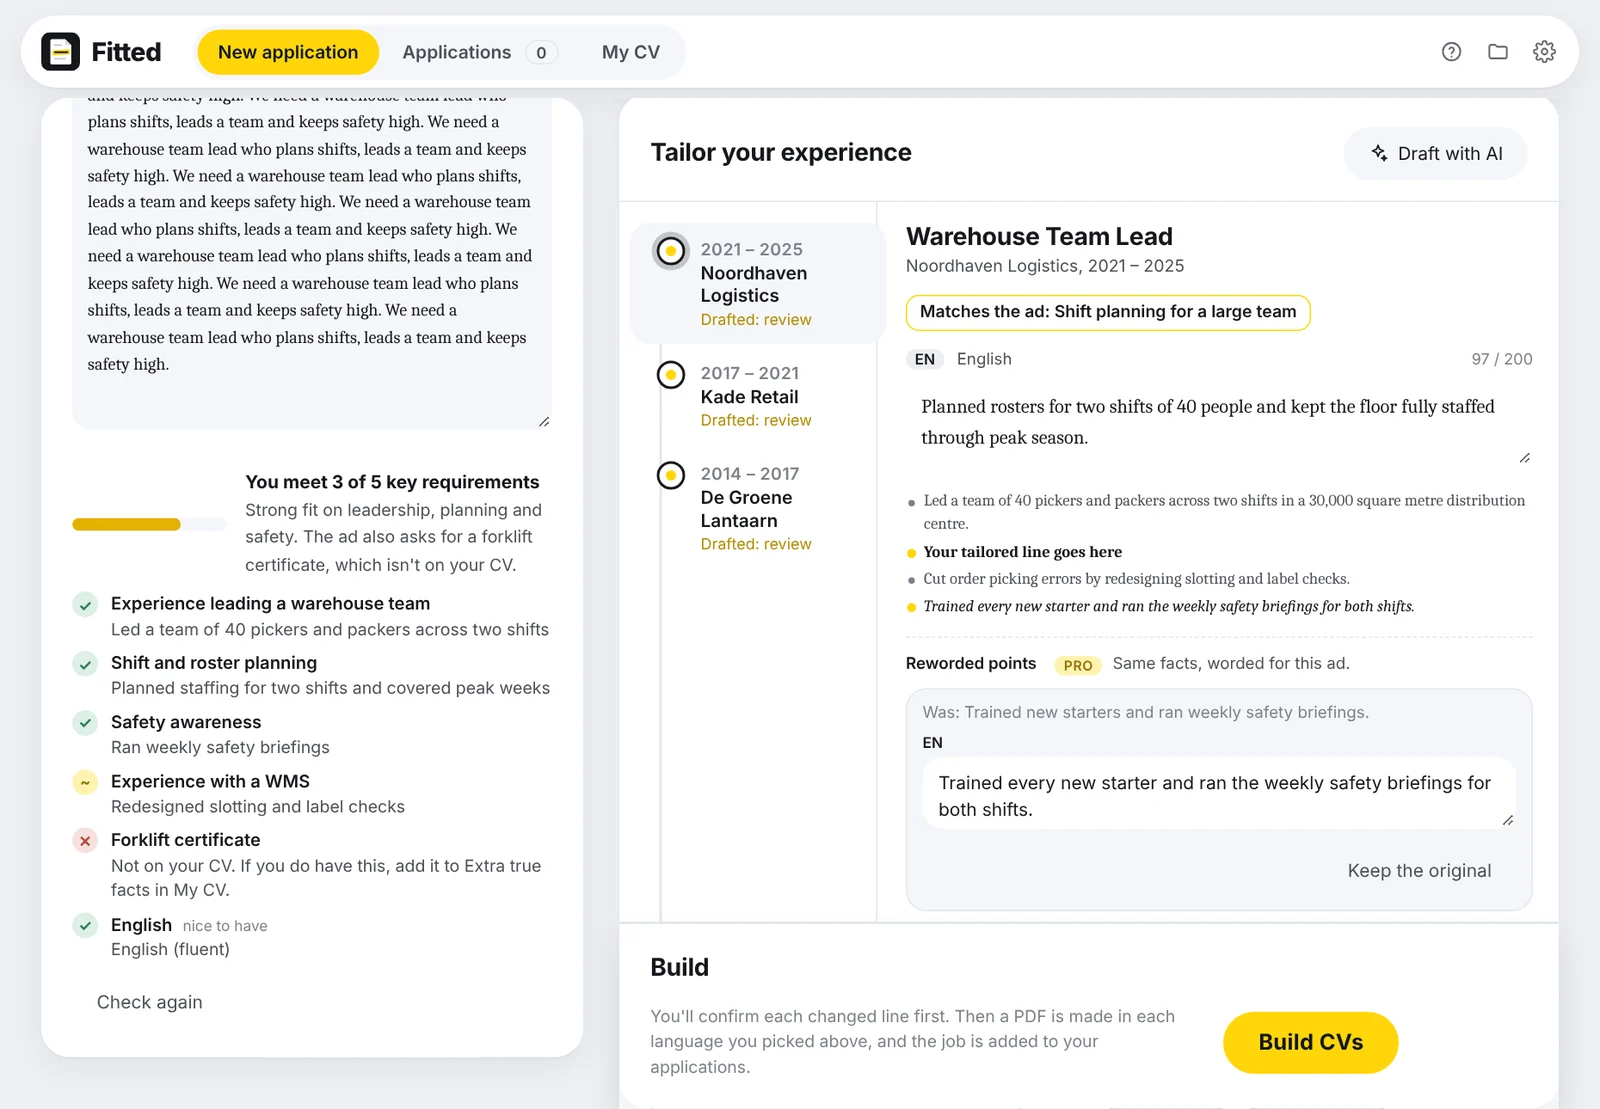 Fitted
New application
Applications 0
My CV
and keeps safety high. We need a warehouse team lead who
plans shifts, leads a team and keeps safety high. We need a
warehouse team lead who plans shifts, leads a team and keeps
safety high. We need a warehouse team lead who plans shifts,
leads a team and keeps safety high. We need a warehouse team
lead who plans shifts, leads a team and keeps safety high. We
need a warehouse team lead who plans shifts, leads a team and
keeps safety high. We need a warehouse team lead who plans
shifts, leads a team and keeps safety high. We need a
warehouse team lead who plans shifts, leads a team and keeps
safety high.
You meet 3 of 5 key requirements
Strong fit on leadership, planning and
safety. The ad also asks for a forklift
certificate, which isn't on your CV.
Experience leading a warehouse team
Led a team of 40 pickers and packers across two shifts
Shift and roster planning
Planned staffing for two shifts and covered peak weeks
Safety awareness
Ran weekly safety briefings
~
Experience with a WMS
Redesigned slotting and label checks
Forklift certificate
Not on your CV. If you do have this, add it to Extra true
facts in My CV.
English nice to have
English (fluent)
Check again
Tailor your experience
Draft with AI
2021 – 2025
Noordhaven
Logistics
Drafted: review
2017 – 2021
Kade Retail
Drafted: review
2014 – 2017
De Groene
Lantaarn
Drafted: review
Warehouse Team Lead
Noordhaven Logistics, 2021 – 2025
Matches the ad: Shift planning for a large team
EN English 97 / 200
Planned rosters for two shifts of 40 people and kept the floor fully staffed
through peak season.
Led a team of 40 pickers and packers across two shifts in a 30,000 square metre distribution
centre.
Your tailored line goes here
Cut order picking errors by redesigning slotting and label checks.
Trained every new starter and ran the weekly safety briefings for both shifts.
Reworded points PRO Same facts, worded for this ad.
Was: Trained new starters and ran weekly safety briefings.
EN
Trained every new starter and ran the weekly safety briefings for
both shifts.
Keep the original
Build
You'll confirm each changed line first. Then a PDF is made in each
language you picked above, and the job is added to your
applications.
Build CVs